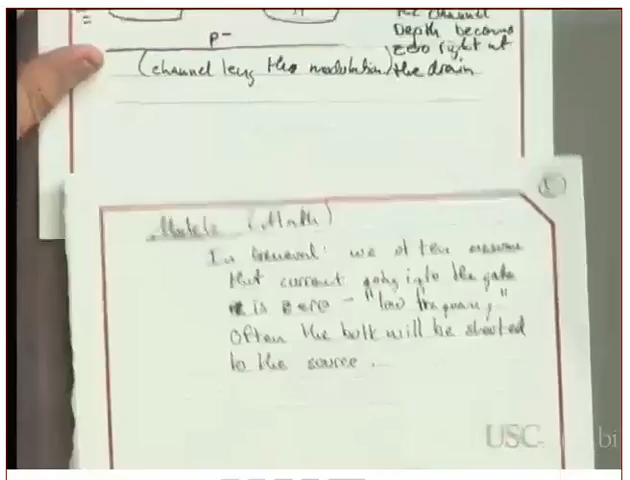 the channel
Depth becomes
zero right at
the drain
p-
(channel length modulation)
Models (Math)
In General: we often assume
that current going into the gate
is zero - "low frequency"
Often the bulk will be shorted
to the source.
USC
bi